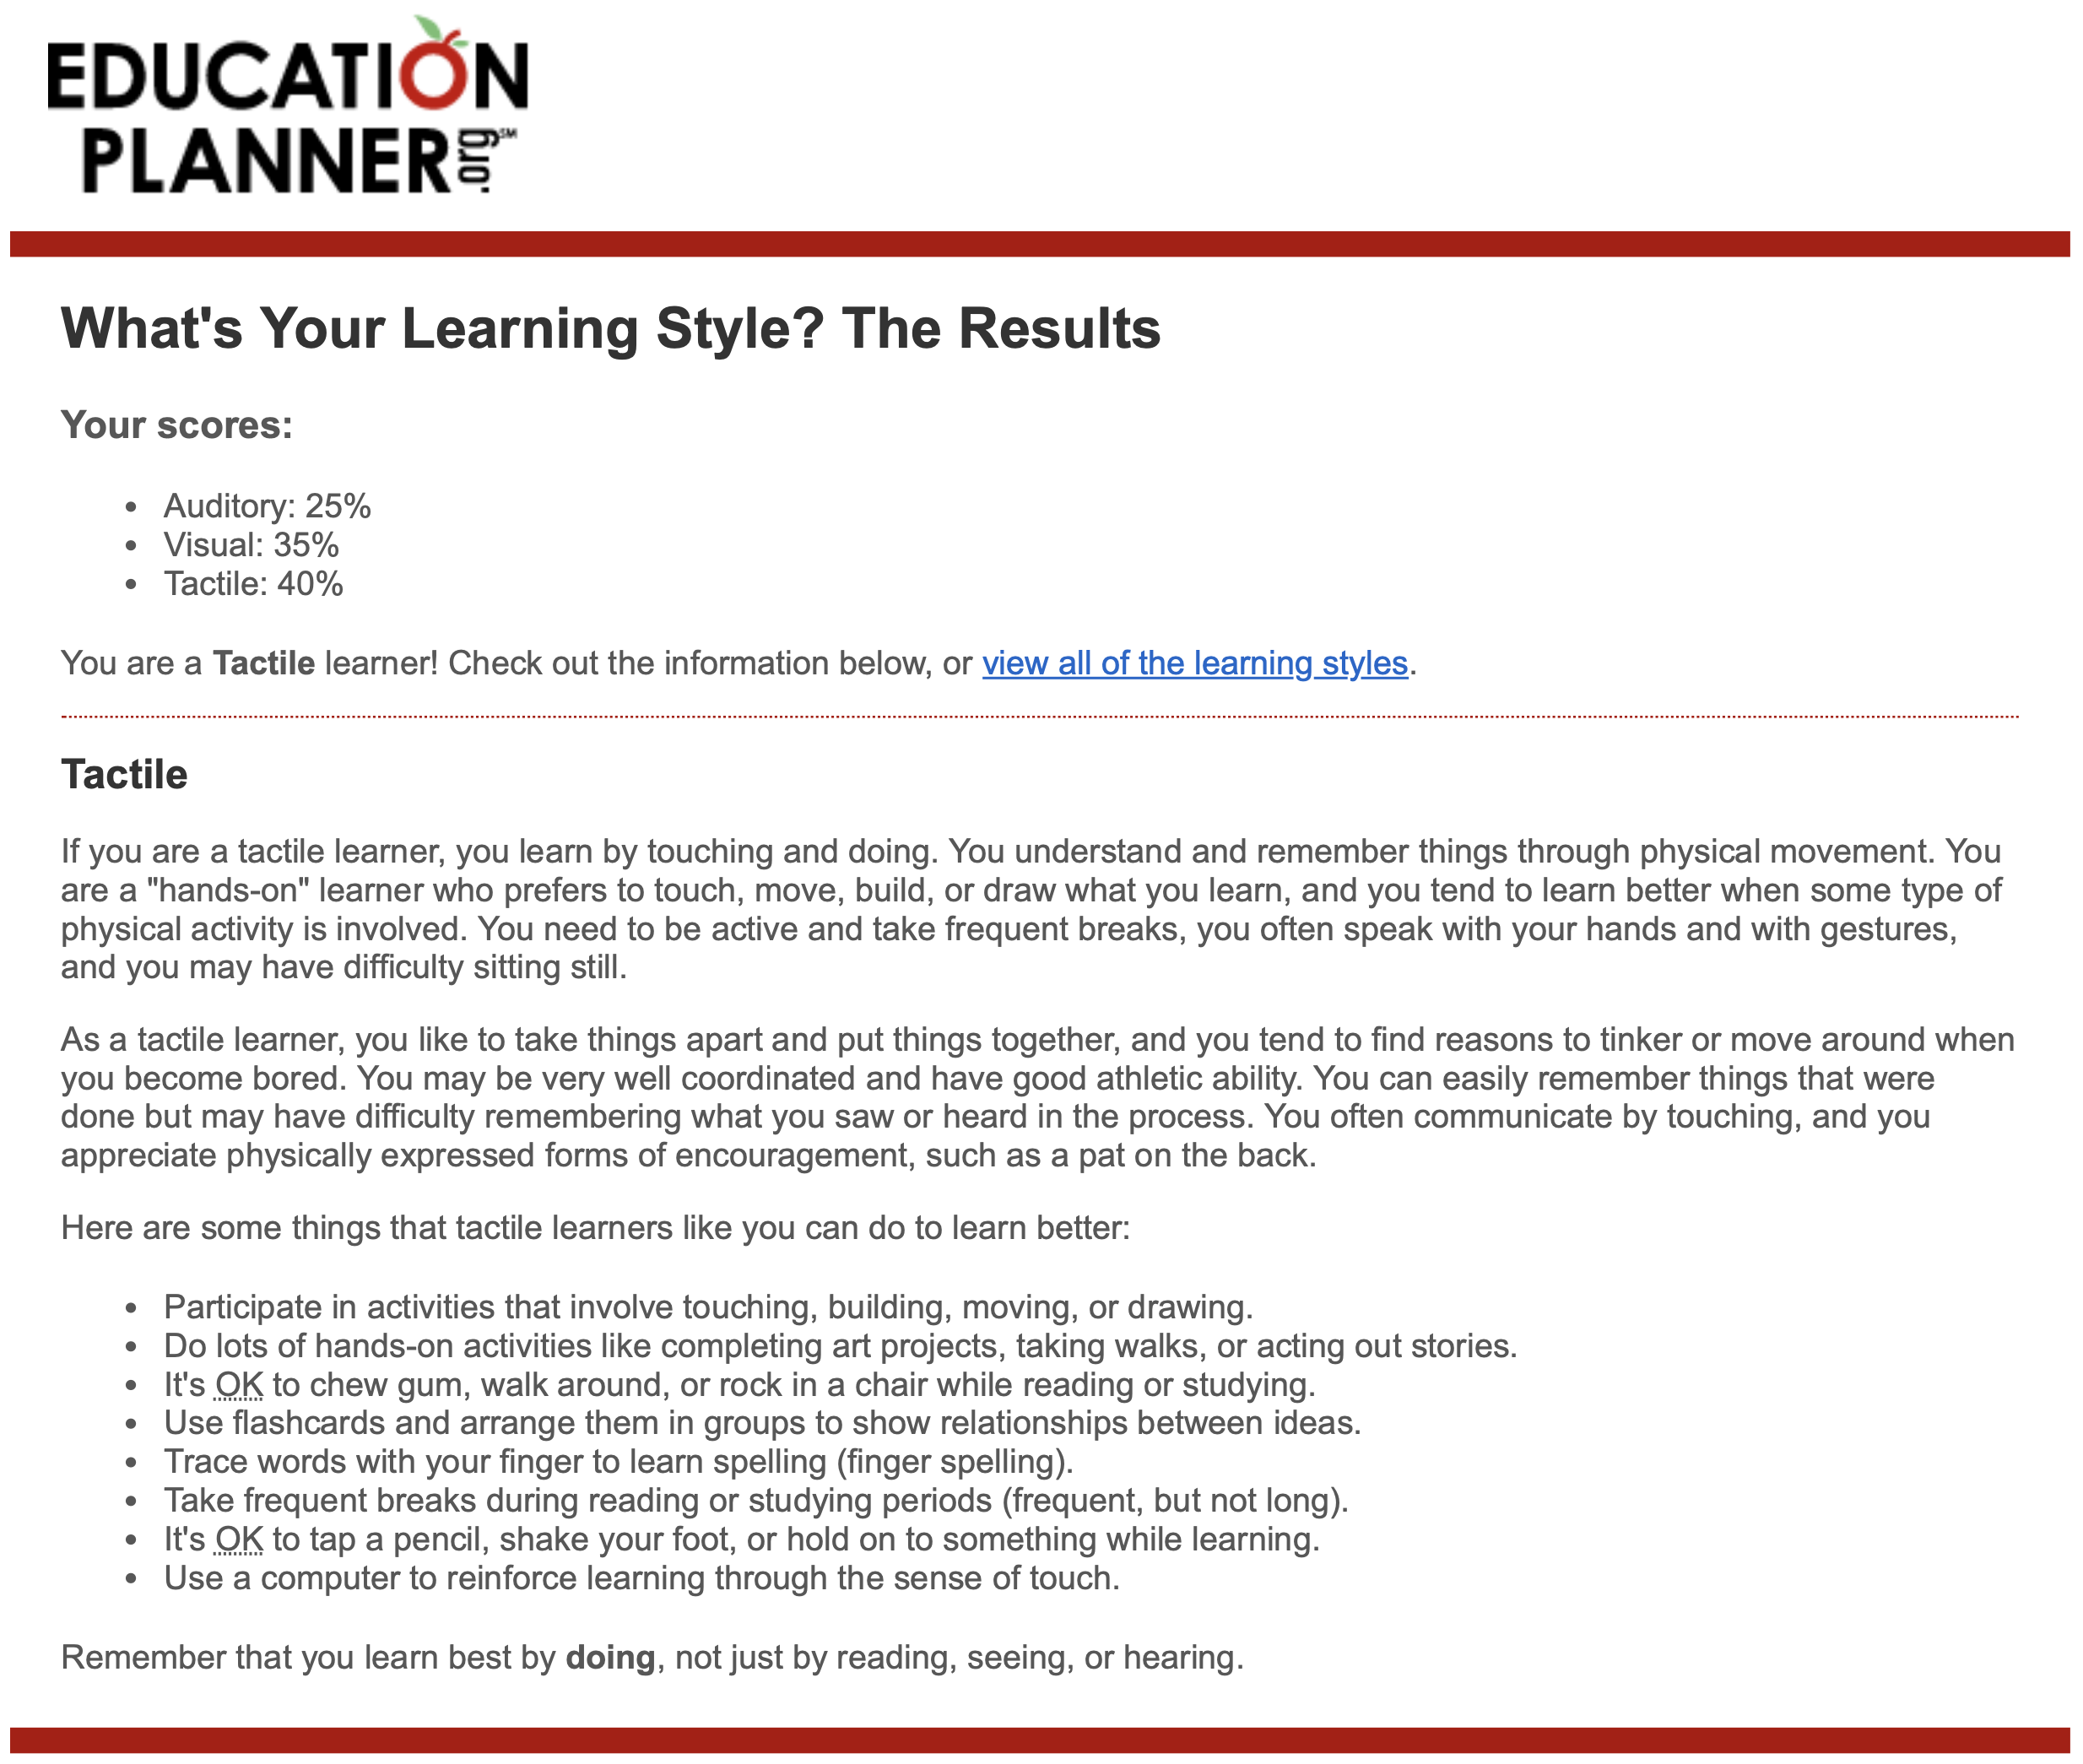 EDUCATION
PLANNER.org℠
What's Your Learning Style? The Results
Your scores:
• Auditory: 25%
• Visual: 35%
• Tactile: 40%
You are a Tactile learner! Check out the information below, or view all of the learning styles.
Tactile
If you are a tactile learner, you learn by touching and doing. You understand and remember things through physical movement. You
are a "hands-on" learner who prefers to touch, move, build, or draw what you learn, and you tend to learn better when some type of
physical activity is involved. You need to be active and take frequent breaks, you often speak with your hands and with gestures,
and you may have difficulty sitting still.
As a tactile learner, you like to take things apart and put things together, and you tend to find reasons to tinker or move around when
you become bored. You may be very well coordinated and have good athletic ability. You can easily remember things that were
done but may have difficulty remembering what you saw or heard in the process. You often communicate by touching, and you
appreciate physically expressed forms of encouragement, such as a pat on the back.
Here are some things that tactile learners like you can do to learn better:
• Participate in activities that involve touching, building, moving, or drawing.
• Do lots of hands-on activities like completing art projects, taking walks, or acting out stories.
• It's OK to chew gum, walk around, or rock in a chair while reading or studying.
• Use flashcards and arrange them in groups to show relationships between ideas.
• Trace words with your finger to learn spelling (finger spelling).
• Take frequent breaks during reading or studying periods (frequent, but not long).
• It's OK to tap a pencil, shake your foot, or hold on to something while learning.
• Use a computer to reinforce learning through the sense of touch.
Remember that you learn best by doing, not just by reading, seeing, or hearing.